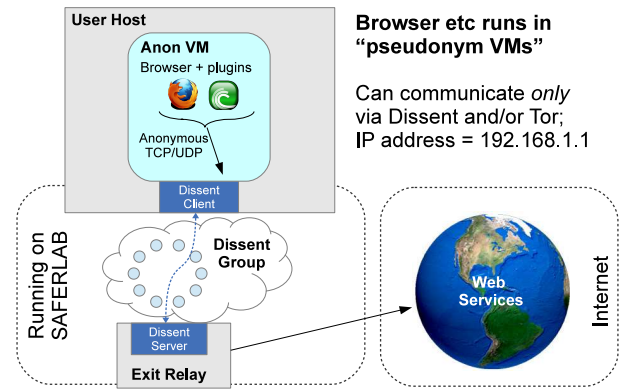 User Host
Anon VM
Browser + plugins
Anonymous
TCP/UDP
Dissent
Client
Browser etc runs in
“pseudonym VMs”
Can communicate only
via Dissent and/or Tor;
IP address = 192.168.1.1
Running on
SAFERLAB
Dissent
Group
Dissent
Server
Exit Relay
Web
Services
Internet